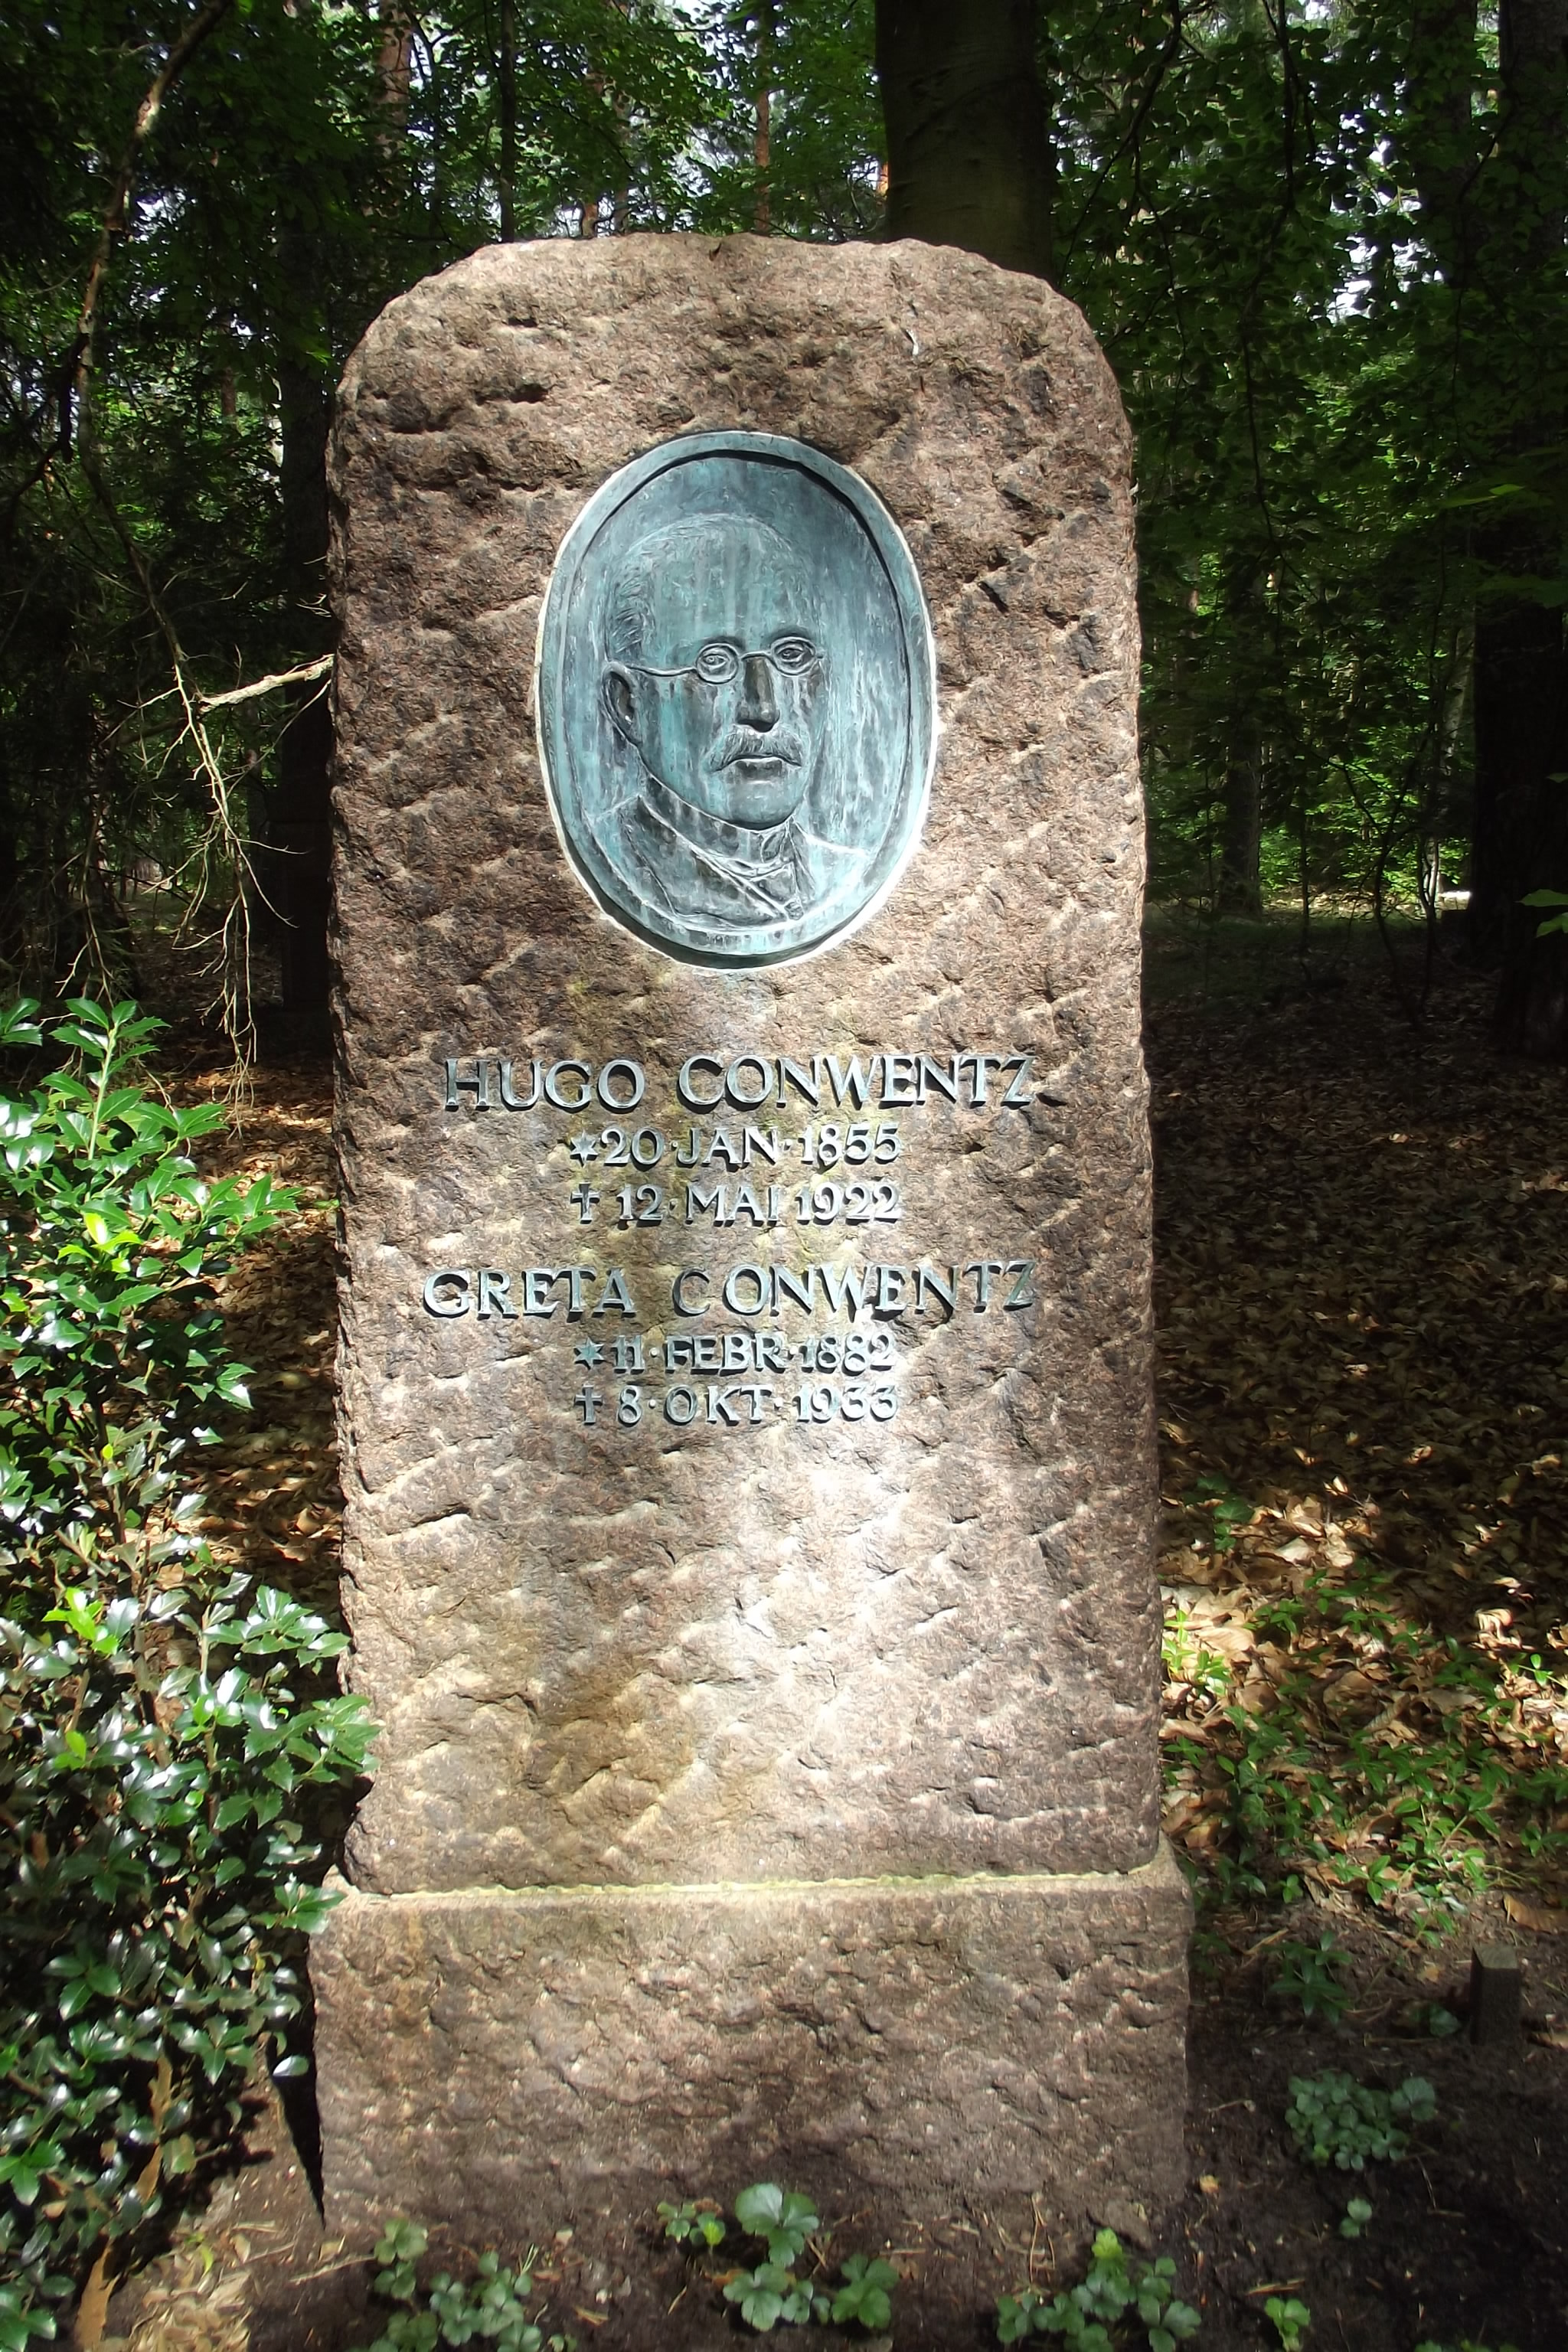 HUGO CONWENTZ
*20·JAN·1855
†12·MAI 1922
GRETA CONWENTZ
*11·FEBR·1882
†8·OKT·1933